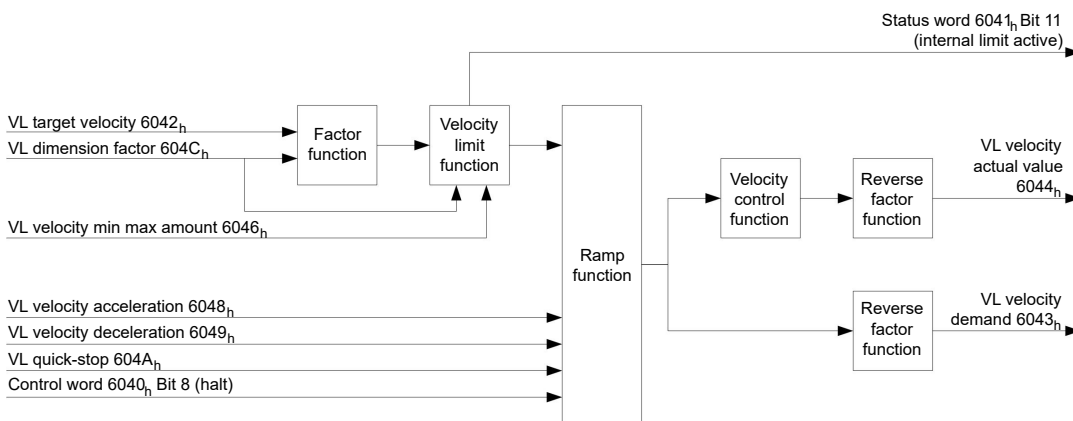 Status word 6041h Bit 11
(internal limit active)
VL target velocity 6042h
VL dimension factor 604Ch
Factor
function
Velocity
limit
function
VL velocity min max amount 6046h
Ramp
function
Velocity
control
function
Reverse
factor
function
VL velocity
actual value
6044h
VL velocity acceleration 6048h
VL velocity deceleration 6049h
VL quick-stop 604Ah
Control word 6040h Bit 8 (halt)
Reverse
factor
function
VL velocity
demand 6043h